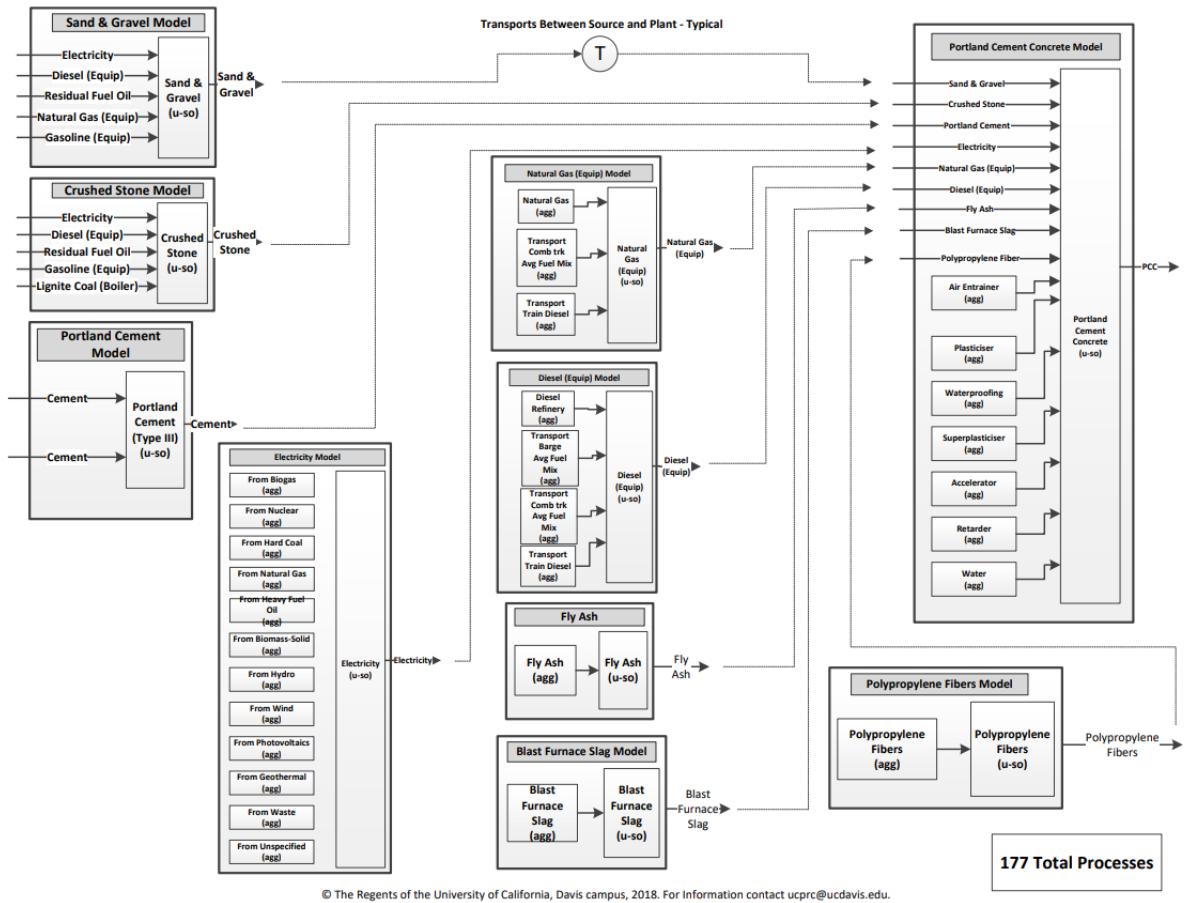 Transports Between Source and Plant - Typical
T
Sand & Gravel Model
Electricity
Diesel (Equip)
Residual Fuel Oil
Natural Gas (Equip)
Gasoline (Equip)
Sand &
Gravel
(u-so)
Sand &
Gravel
Crushed Stone Model
Electricity
Diesel (Equip)
Residual Fuel Oil
Gasoline (Equip)
Lignite Coal (Boiler)
Crushed
Stone
(u-so)
Crushed
Stone
Portland Cement
Model
Cement
Cement
Portland
Cement
(Type III)
(u-so)
Cement
Electricity Model
From Biogas
(agg)
From Nuclear
(agg)
From Hard Coal
(agg)
From Natural Gas
(agg)
From Heavy Fuel
Oil
(agg)
From Biomass-Solid
(agg)
From Hydro
(agg)
From Wind
(agg)
From Photovoltaics
(agg)
From Geothermal
(agg)
From Waste
(agg)
From Unspecified
(agg)
Electricity
(u-so)
Electricity
Natural Gas (Equip) Model
Natural Gas
(agg)
Transport
Comb trk
Avg Fuel Mix
(agg)
Transport
Train Diesel
(agg)
Natural
Gas
(Equip)
(u-so)
Natural Gas
(Equip)
Diesel (Equip) Model
Diesel
Refinery
(agg)
Transport
Barge
Avg Fuel
Mix
(agg)
Transport
Comb trk
Avg Fuel
Mix
(agg)
Transport
Train Diesel
(agg)
Diesel
(Equip)
(u-so)
Diesel
(Equip)
Fly Ash
Fly Ash
(agg)
Fly Ash
(u-so)
Fly
Ash
Blast Furnace Slag Model
Blast
Furnace
Slag
(agg)
Blast
Furnace
Slag
(u-so)
Blast
Furnace
Slag
Portland Cement Concrete Model
Sand & Gravel
Crushed Stone
Portland Cement
Electricity
Natural Gas (Equip)
Diesel (Equip)
Fly Ash
Blast Furnace Slag
Polypropylene Fiber
Air Entrainer
(agg)
Plasticiser
(agg)
Waterproofing
(agg)
Superplasticiser
(agg)
Accelerator
(agg)
Retarder
(agg)
Water
(agg)
Portland
Cement
Concrete
(u-so)
PCC
Polypropylene Fibers Model
Polypropylene
Fibers
(agg)
Polypropylene
Fibers
(u-so)
Polypropylene
Fibers
177 Total Processes
© The Regents of the University of California, Davis campus, 2018. For Information contact ucprc@ucdavis.edu.